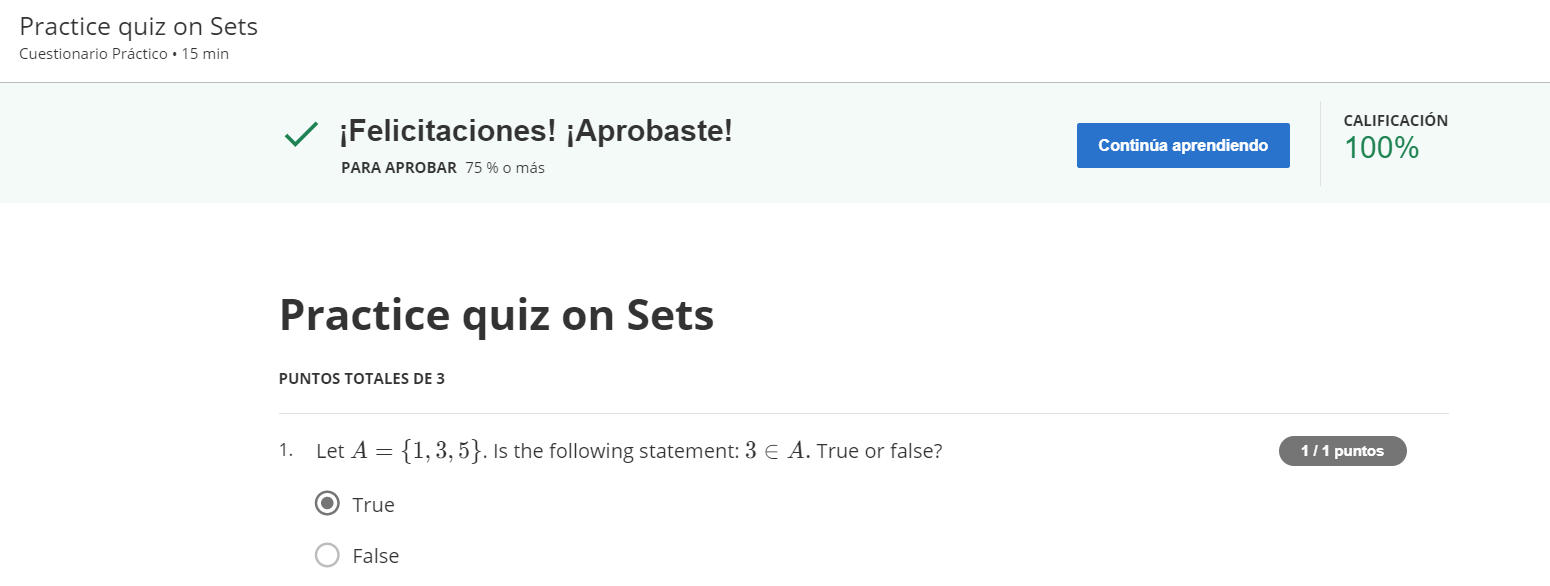 Practice quiz on Sets
Cuestionario Práctico • 15 min
¡Felicitaciones! ¡Aprobaste!
PARA APROBAR 75 % o más
Continúa aprendiendo
CALIFICACIÓN
100%
Practice quiz on Sets
PUNTOS TOTALES DE 3
1. Let A = {1, 3, 5}. Is the following statement: 3 ∈ A. True or false?
1 / 1 puntos
True
False